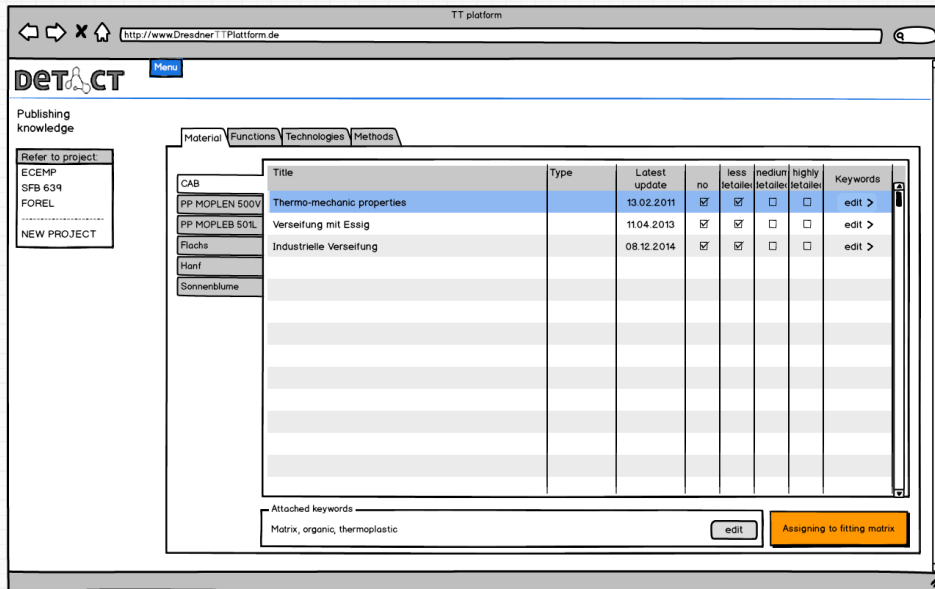 TT platform
http://www.DresdnerTTPlattform.de
Menu
DeTACT
Publishing
knowledge
Refer to project:
ECEMP
SFB 639
FOREL
NEW PROJECT
Material Functions Technologies Methods
CAB
PP MOPLEN 500V
PP MOPLEB 501L
Flachs
Hanf
Sonnenblume
Title Type Latest update no less detailed medium detailed highly detailed Keywords
Thermo-mechanic properties 13.02.2011 edit >
Verseifung mit Essig 11.04.2013 edit >
Industrielle Verseifung 08.12.2014 edit >
Attached keywords
Matrix, organic, thermoplastic edit
Assigning to fitting matrix